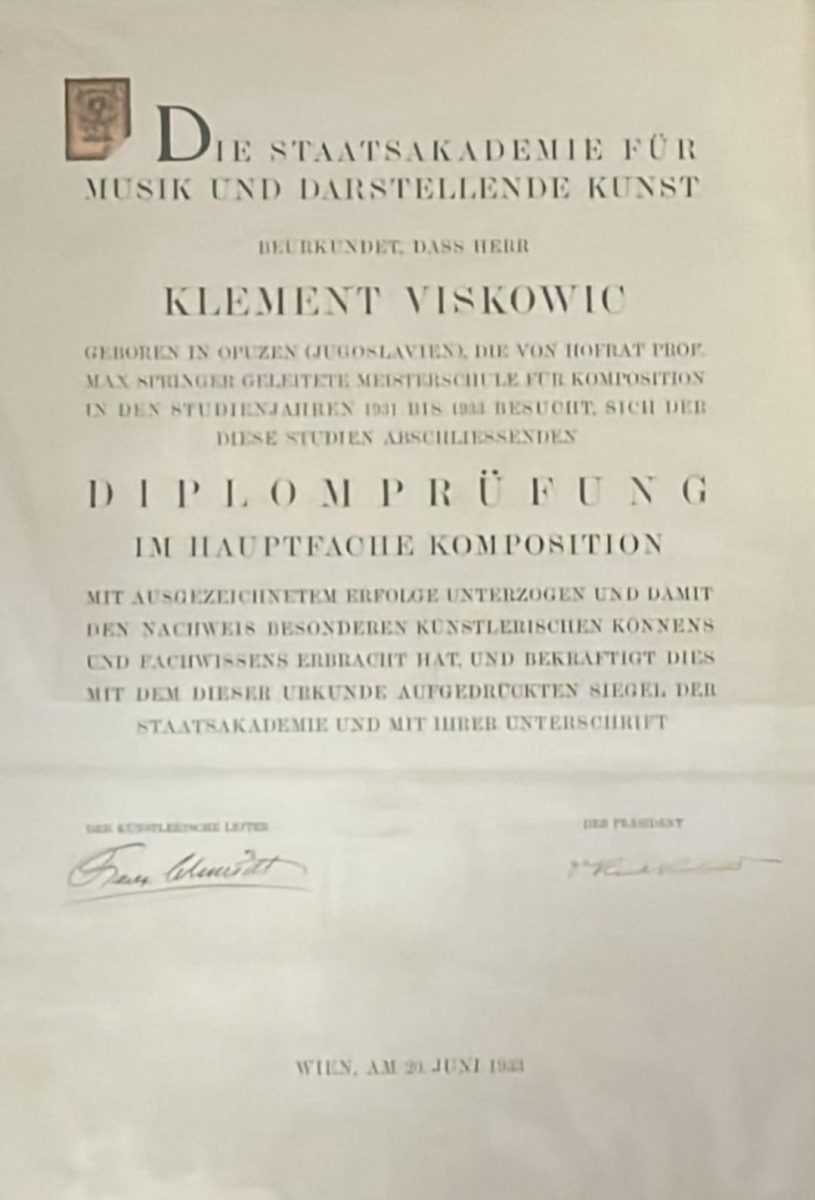 DIE STAATSAKADEMIE FÜR
MUSIK UND DARSTELLENDE KUNST
BEURKUNDET, DASS HERR
KLEMENT VISKOWIC
GEBOREN IN OPUZEN (JUGOSLAVIEN), DIE VON HOFRAT PROF.
MAX SPRINGER GELEITETE MEISTERSCHULE FÜR KOMPOSITION
IN DEN STUDIENJAHREN 1931 BIS 1933 BESUCHT, SICH DER
DIESE STUDIEN ABSCHLIESSENDEN
DIPLOMPRÜFUNG
IM HAUPTFACHE KOMPOSITION
MIT AUSGEZEICHNETEM ERFOLGE UNTERZOGEN UND DAMIT
DEN NACHWEIS BESONDEREN KÜNSTLERISCHEN KÖNNENS
UND FACHWISSENS ERBRACHT HAT, UND BEKRÄFTIGT DIES
MIT DEM DIESER URKUNDE AUFGEDRÜCKTEN SIEGEL DER
STAATSAKADEMIE UND MIT IHRER UNTERSCHRIFT
DER KÜNSTLERISCHE LEITER
DER PRÄSIDENT
Franz Schmidt
WIEN, AM 20. JUNI 1933